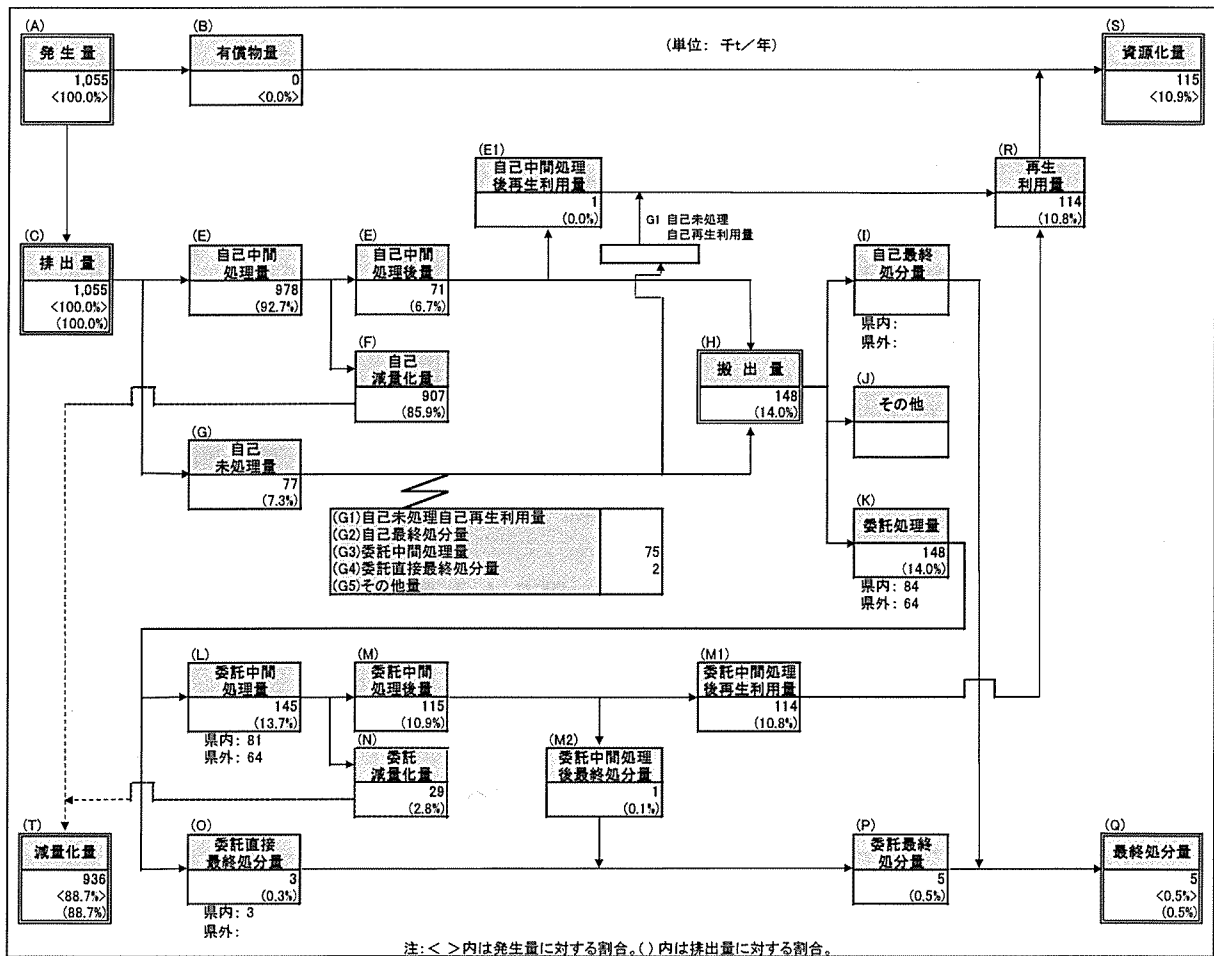 (A)
発生量
1,055
<100.0%>
(B)
有償物量
0
<0.0%>
(単位: 千t/年)
(S)
資源化量
115
<10.9%>
(E1)
自己中間処理
後再生利用量
1
(0.0%)
(R)
再生
利用量
114
(10.8%)
G1 自己未処理
自己再生利用量
(C)
排出量
1,055
<100.0%>
(100.0%)
(E)
自己中間
処理量
978
(92.7%)
(E)
自己中間
処理後量
71
(6.7%)
(I)
自己最終
処分量
県内:
県外:
(F)
自己
減量化量
907
(85.9%)
(H)
搬出量
148
(14.0%)
(J)
その他
(G)
自己
未処理量
77
(7.3%)
(G1)自己未処理自己再生利用量
(G2)自己最終処分量
(G3)委託中間処理量 75
(G4)委託直接最終処分量 2
(G5)その他量
(K)
委託処理量
148
(14.0%)
県内: 84
県外: 64
(L)
委託中間
処理量
145
(13.7%)
県内: 81
県外: 64
(M)
委託中間
処理後量
115
(10.9%)
(M1)
委託中間処理
後再生利用量
114
(10.8%)
(N)
委託
減量化量
29
(2.8%)
(M2)
委託中間処理
後最終処分量
1
(0.1%)
(T)
減量化量
936
<88.7%>
(88.7%)
(O)
委託直接
最終処分量
3
(0.3%)
県内: 3
県外:
(P)
委託最終
処分量
5
(0.5%)
(Q)
最終処分量
5
<0.5%>
(0.5%)
注:< >内は発生量に対する割合。( )内は排出量に対する割合。